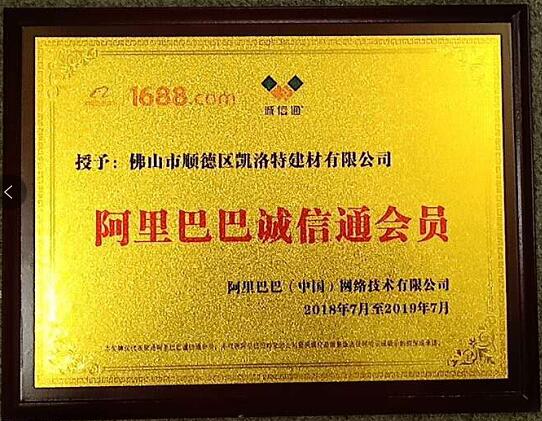 1688.com
诚信通
授予：佛山市顺德区凯洛特建材有限公司
阿里巴巴诚信通会员
阿里巴巴（中国）网络技术有限公司
2018年7月至2019年7月